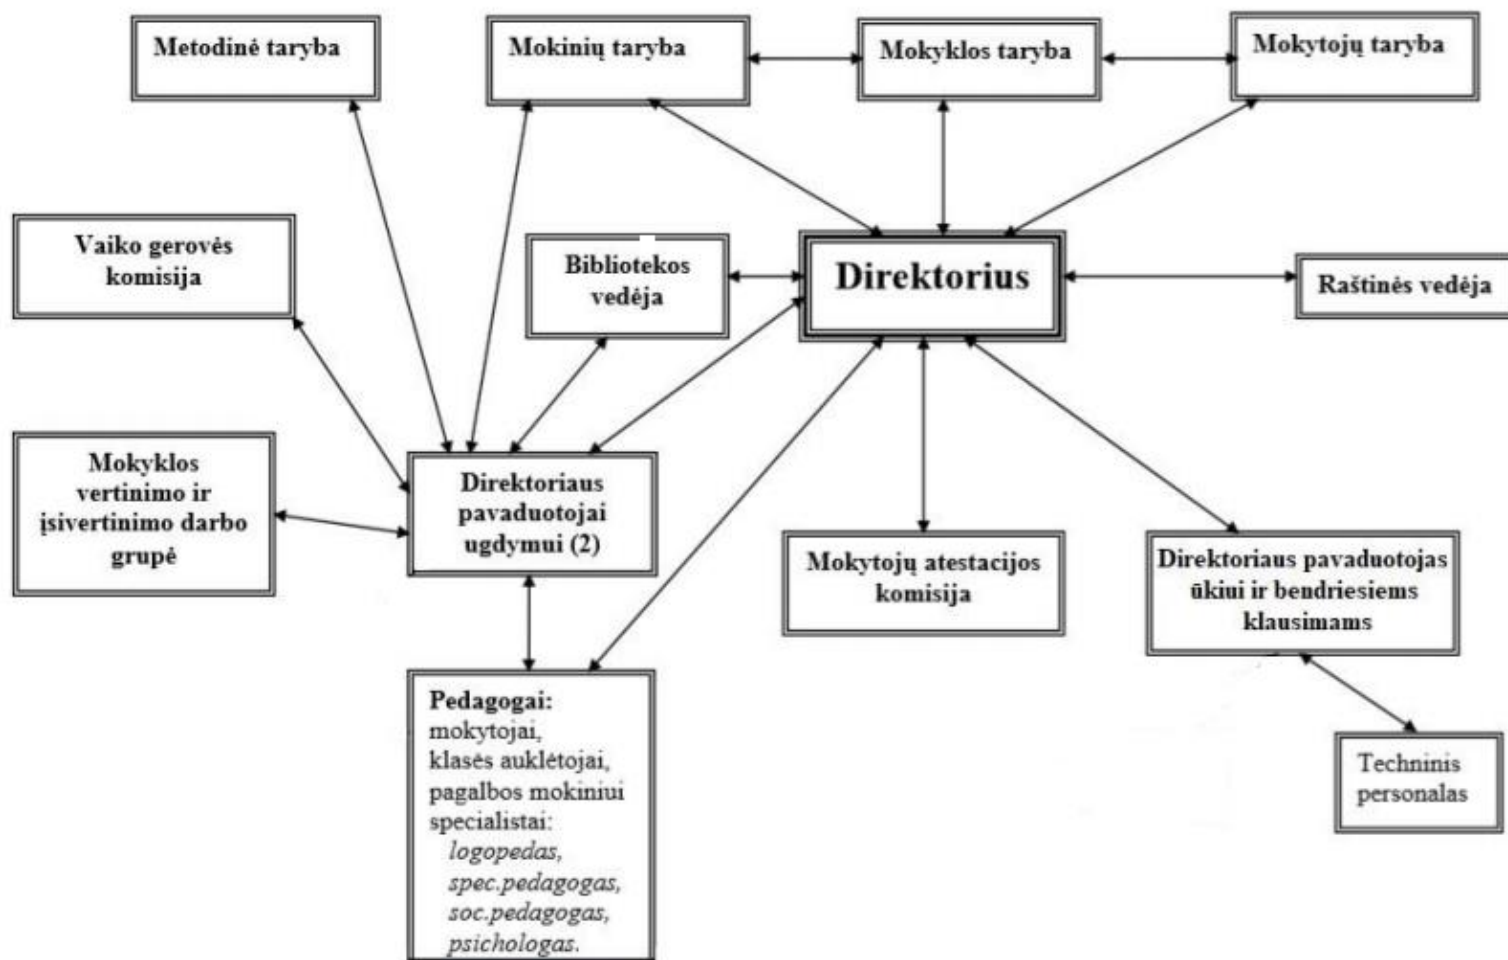 Metodinė taryba
Mokinių taryba
Mokyklos taryba
Mokytojų taryba
Vaiko gerovės
komisija
Bibliotekos
vedėja
Direktorius
Raštinės vedėja
Mokyklos
vertinimo ir
įsivertinimo darbo
grupė
Direktoriaus
pavaduotojai
ugdymui (2)
Mokytojų atestacijos
komisija
Direktoriaus pavaduotojas
ūkiui ir bendriesiems
klausimams
Pedagogai:
mokytojai,
klasės auklėtojai,
pagalbos mokiniui
specialistai:
logopedas,
spec.pedagogas,
soc.pedagogas,
psichologas.
Techninis
personalas